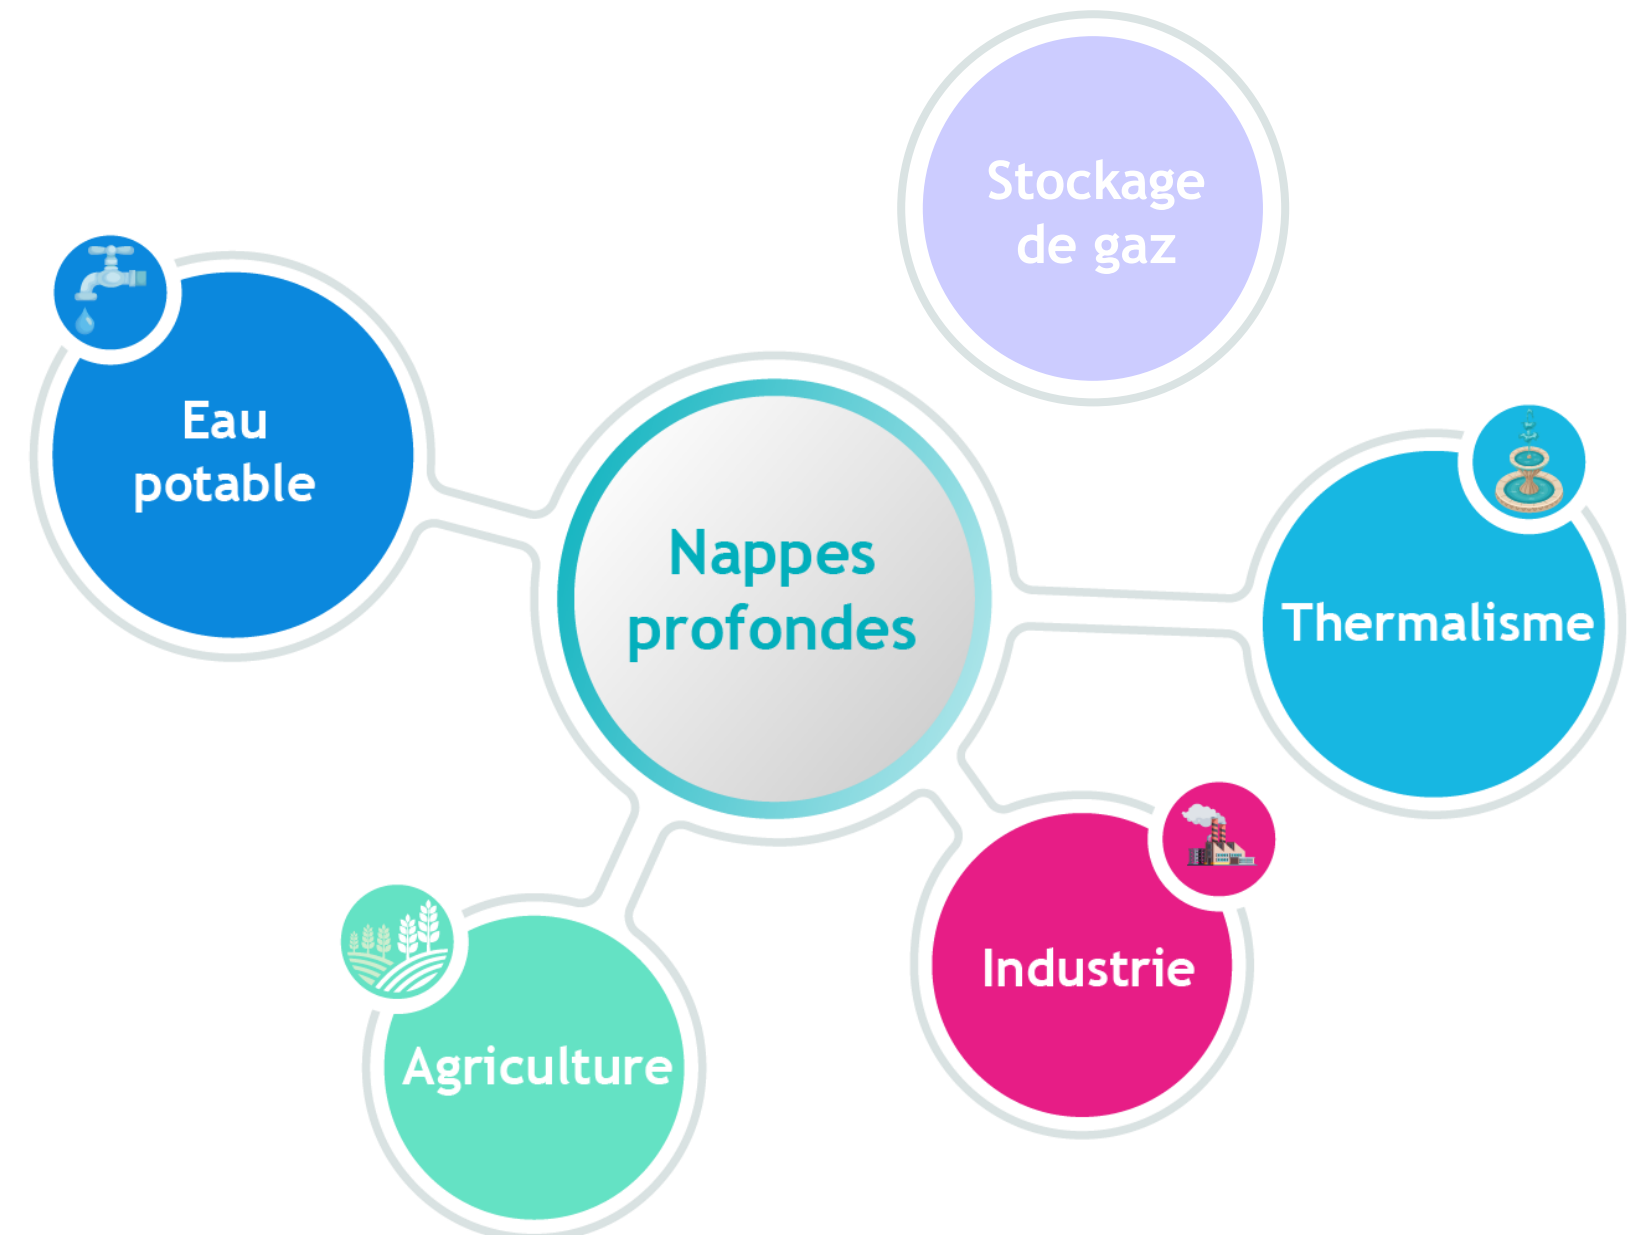 Stockage
de gaz
Eau
potable
Nappes
profondes
Thermalisme
Industrie
Agriculture